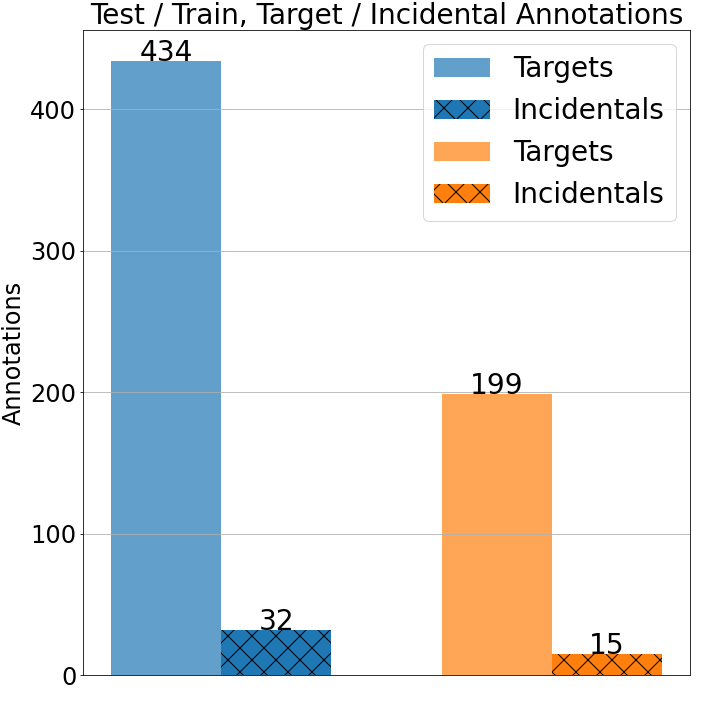 Test / Train, Target / Incidental Annotations
434
Targets
400
Incidentals
Targets
Incidentals
300
Annotations
200
199
100
32
15
0